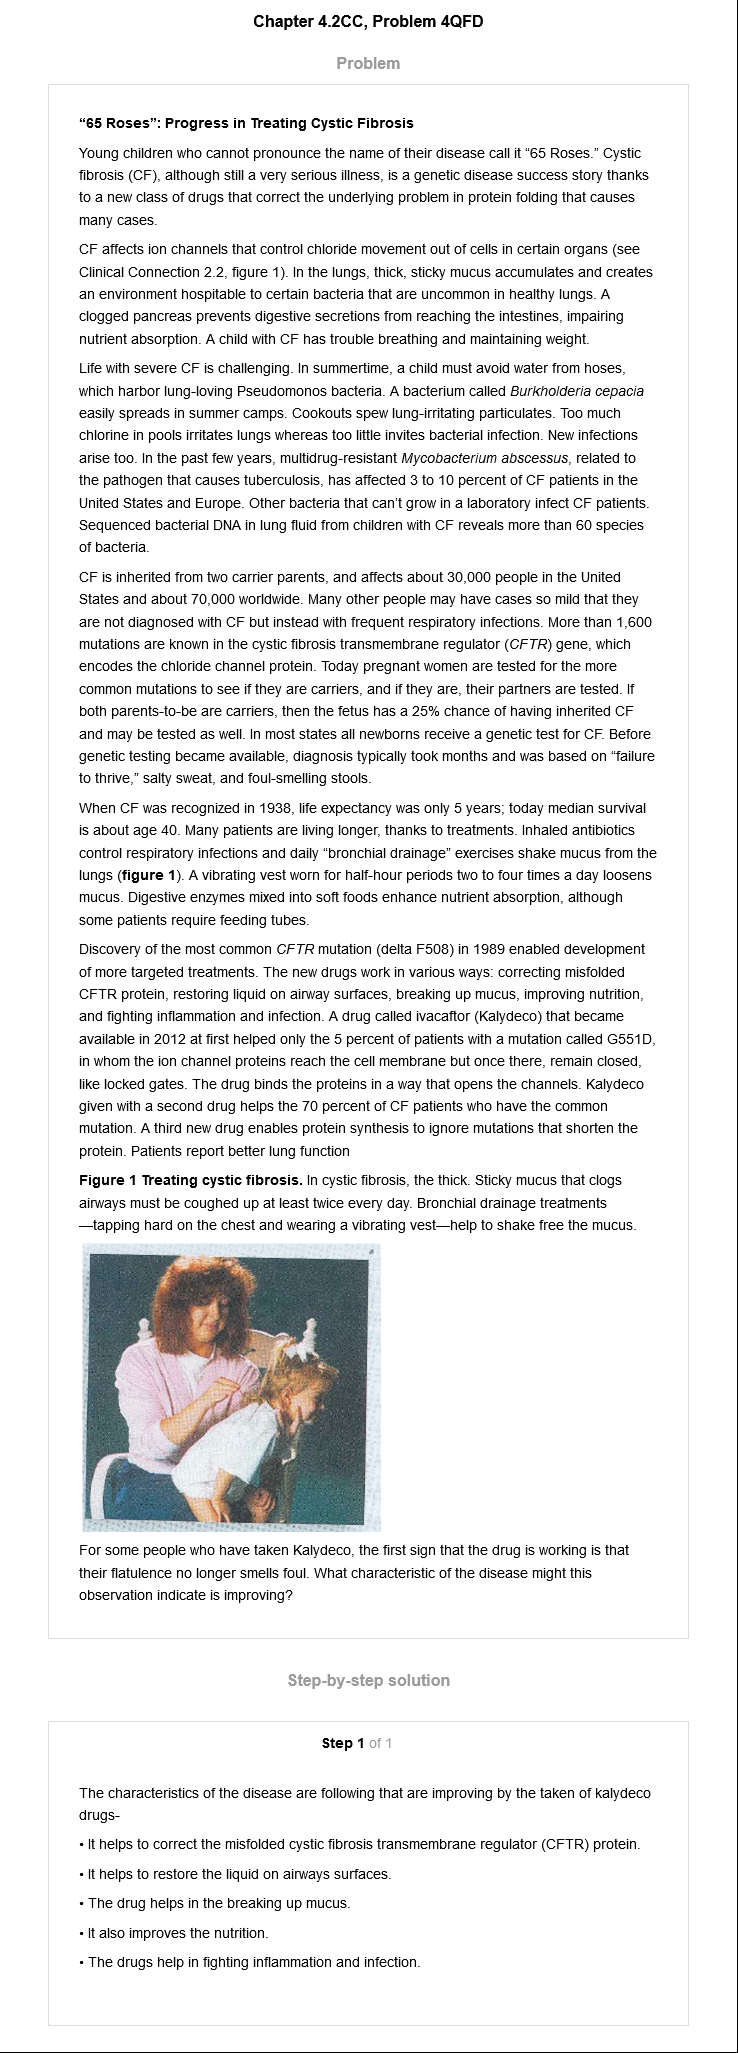 Chapter 4.2CC, Problem 4QFD
Problem
“65 Roses”: Progress in Treating Cystic Fibrosis
Young children who cannot pronounce the name of their disease call it “65 Roses.” Cystic
fibrosis (CF), although still a very serious illness, is a genetic disease success story thanks
to a new class of drugs that correct the underlying problem in protein folding that causes
many cases.
CF affects ion channels that control chloride movement out of cells in certain organs (see
Clinical Connection 2.2, figure 1). In the lungs, thick, sticky mucus accumulates and creates
an environment hospitable to certain bacteria that are uncommon in healthy lungs. A
clogged pancreas prevents digestive secretions from reaching the intestines, impairing
nutrient absorption. A child with CF has trouble breathing and maintaining weight.
Life with severe CF is challenging. In summertime, a child must avoid water from hoses,
which harbor lung-loving Pseudomonos bacteria. A bacterium called Burkholderia cepacia
easily spreads in summer camps. Cookouts spew lung-irritating particulates. Too much
chlorine in pools irritates lungs whereas too little invites bacterial infection. New infections
arise too. In the past few years, multidrug-resistant Mycobacterium abscessus, related to
the pathogen that causes tuberculosis, has affected 3 to 10 percent of CF patients in the
United States and Europe. Other bacteria that can’t grow in a laboratory infect CF patients.
Sequenced bacterial DNA in lung fluid from children with CF reveals more than 60 species
of bacteria.
CF is inherited from two carrier parents, and affects about 30,000 people in the United
States and about 70,000 worldwide. Many other people may have cases so mild that they
are not diagnosed with CF but instead with frequent respiratory infections. More than 1,600
mutations are known in the cystic fibrosis transmembrane regulator (CFTR) gene, which
encodes the chloride channel protein. Today pregnant women are tested for the more
common mutations to see if they are carriers, and if they are, their partners are tested. If
both parents-to-be are carriers, then the fetus has a 25% chance of having inherited CF
and may be tested as well. In most states all newborns receive a genetic test for CF. Before
genetic testing became available, diagnosis typically took months and was based on “failure
to thrive,” salty sweat, and foul-smelling stools.
When CF was recognized in 1938, life expectancy was only 5 years; today median survival
is about age 40. Many patients are living longer, thanks to treatments. Inhaled antibiotics
control respiratory infections and daily “bronchial drainage” exercises shake mucus from the
lungs (figure 1). A vibrating vest worn for half-hour periods two to four times a day loosens
mucus. Digestive enzymes mixed into soft foods enhance nutrient absorption, although
some patients require feeding tubes.
Discovery of the most common CFTR mutation (delta F508) in 1989 enabled development
of more targeted treatments. The new drugs work in various ways: correcting misfolded
CFTR protein, restoring liquid on airway surfaces, breaking up mucus, improving nutrition,
and fighting inflammation and infection. A drug called ivacaftor (Kalydeco) that became
available in 2012 at first helped only the 5 percent of patients with a mutation called G551D,
in whom the ion channel proteins reach the cell membrane but once there, remain closed,
like locked gates. The drug binds the proteins in a way that opens the channels. Kalydeco
given with a second drug helps the 70 percent of CF patients who have the common
mutation. A third new drug enables protein synthesis to ignore mutations that shorten the
protein. Patients report better lung function
Figure 1 Treating cystic fibrosis. In cystic fibrosis, the thick. Sticky mucus that clogs
airways must be coughed up at least twice every day. Bronchial drainage treatments
—tapping hard on the chest and wearing a vibrating vest—help to shake free the mucus.
For some people who have taken Kalydeco, the first sign that the drug is working is that
their flatulence no longer smells foul. What characteristic of the disease might this
observation indicate is improving?
Step-by-step solution
Step 1 of 1
The characteristics of the disease are following that are improving by the taken of kalydeco
drugs-
• It helps to correct the misfolded cystic fibrosis transmembrane regulator (CFTR) protein.
• It helps to restore the liquid on airways surfaces.
• The drug helps in the breaking up mucus.
• It also improves the nutrition.
• The drugs help in fighting inflammation and infection.